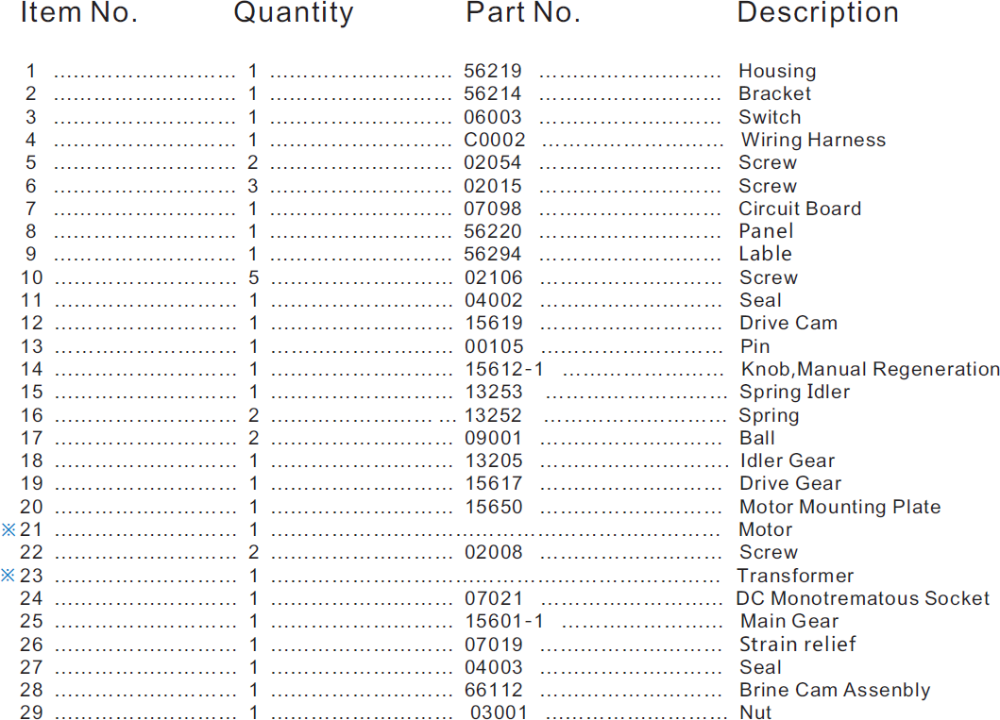 Item No. Quantity Part No. Description
1 ........................... 1 ........................... 56219 ........................... Housing
2 ........................... 1 ........................... 56214 ........................... Bracket
3 ........................... 1 ........................... 06003 ........................... Switch
4 ........................... 1 ........................... C0002 ........................... Wiring Harness
5 ........................... 2 ........................... 02054 ........................... Screw
6 ........................... 3 ........................... 02015 ........................... Screw
7 ........................... 1 ........................... 07098 ........................... Circuit Board
8 ........................... 1 ........................... 56220 ........................... Panel
9 ........................... 1 ........................... 56294 ........................... Lable
10 ........................... 5 ........................... 02106 ........................... Screw
11 ........................... 1 ........................... 04002 ........................... Seal
12 ........................... 1 ........................... 15619 ........................... Drive Cam
13 ........................... 1 ........................... 00105 ........................... Pin
14 ........................... 1 ........................... 15612-1 ........................ Knob,Manual Regeneration
15 ........................... 1 ........................... 13253 ........................... Spring Idler
16 ........................... 2 ........................... 13252 ........................... Spring
17 ........................... 2 ........................... 09001 ........................... Ball
18 ........................... 1 ........................... 13205 ............................ Idler Gear
19 ........................... 1 ........................... 15617 ........................... Drive Gear
20 ........................... 1 ........................... 15650 ........................... Motor Mounting Plate
※21 ........................... 1 .................................................................. Motor
22 ........................... 2 ........................... 02008 ........................... Screw
※23 ........................... 1 .................................................................. Transformer
24 ........................... 1 ........................... 07021 ........................... DC Monotrematous Socket
25 ........................... 1 ........................... 15601-1 ........................ Main Gear
26 ........................... 1 ........................... 07019 ........................... Strain relief
27 ........................... 1 ........................... 04003 ........................... Seal
28 ........................... 1 ........................... 66112 ........................... Brine Cam Assenbly
29 ........................... 1 ........................... 03001 ........................... Nut